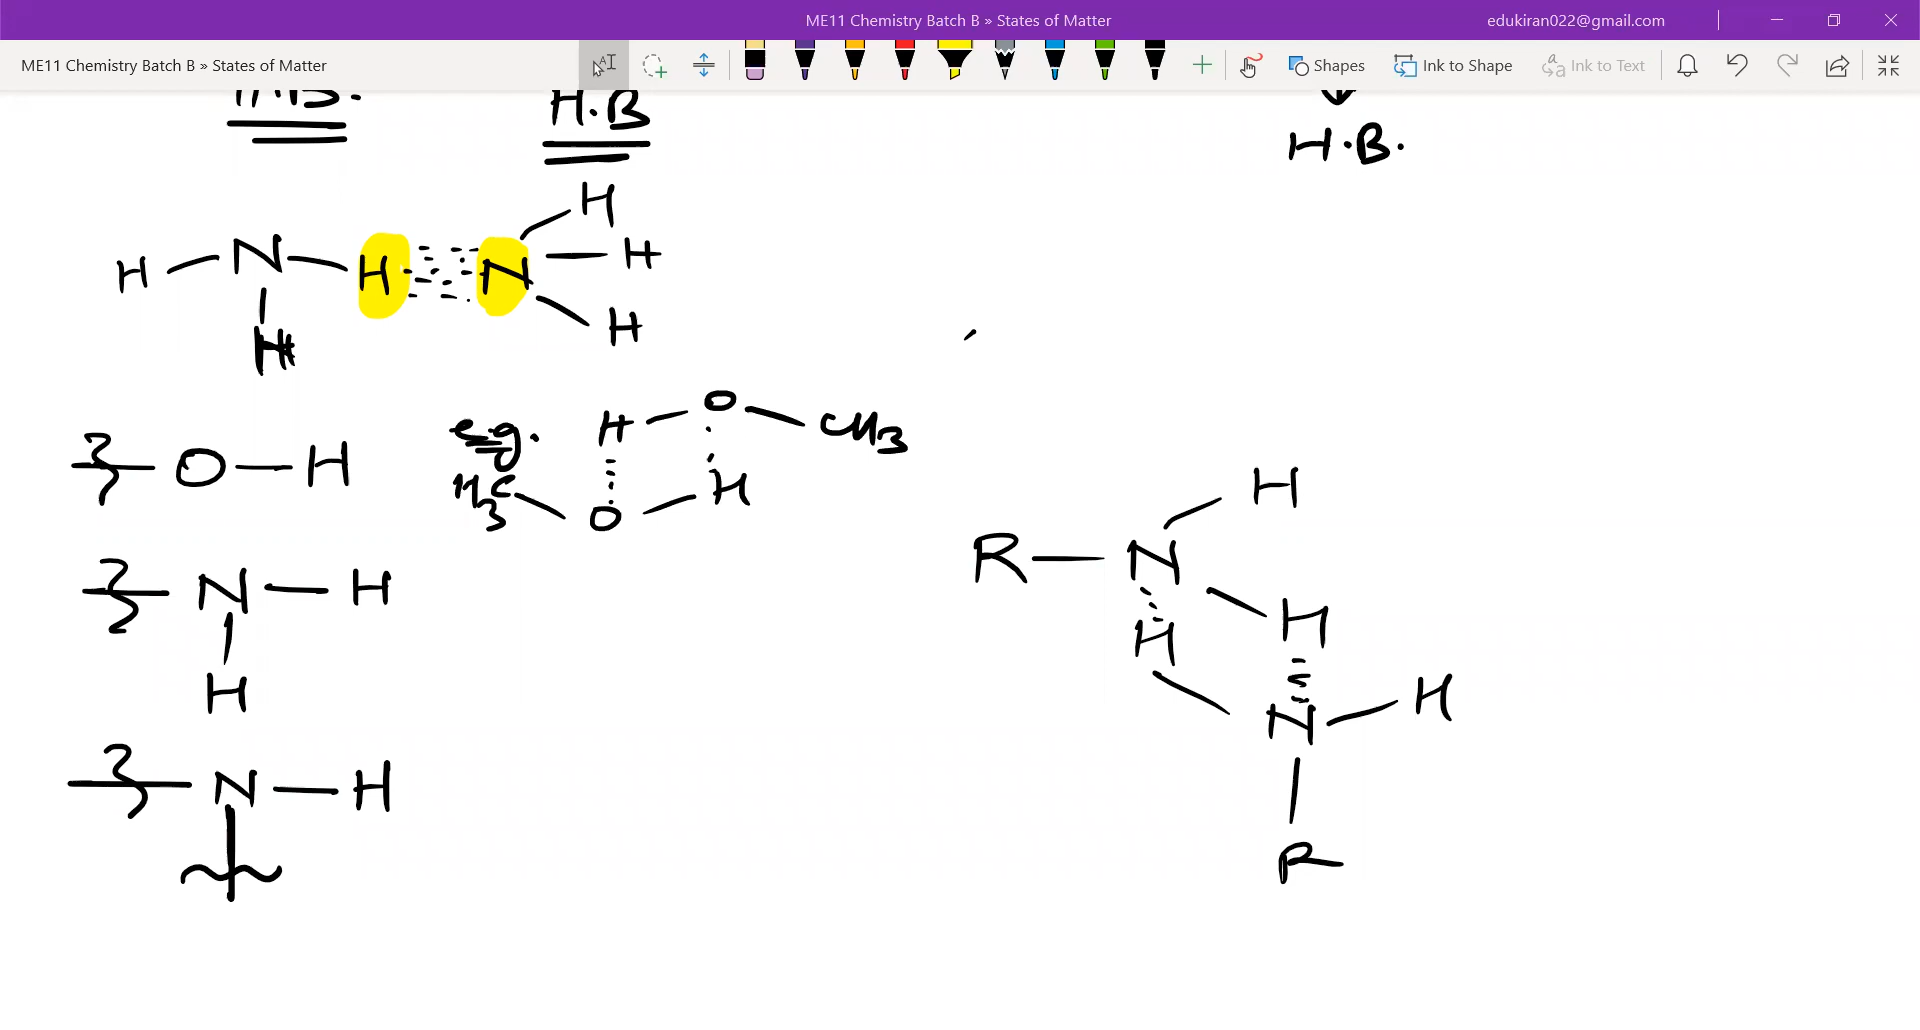 ME11 Chemistry Batch B » States of Matter
edukiran022@gmail.com
ME11 Chemistry Batch B » States of Matter
Shapes
Ink to Shape
Ink to Text
H.B
H.B.
H
H N H N H
H H
O H
e.g. H O CH3
H3C O H
N H
H
N H
R N H
H H
N H
R